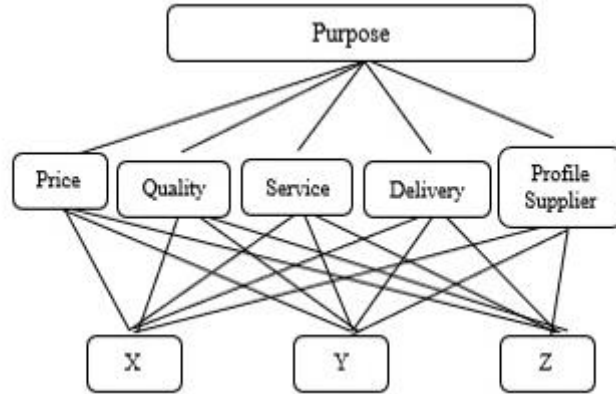 Purpose
Price
Quality
Service
Delivery
Profile
Supplier
X
Y
Z